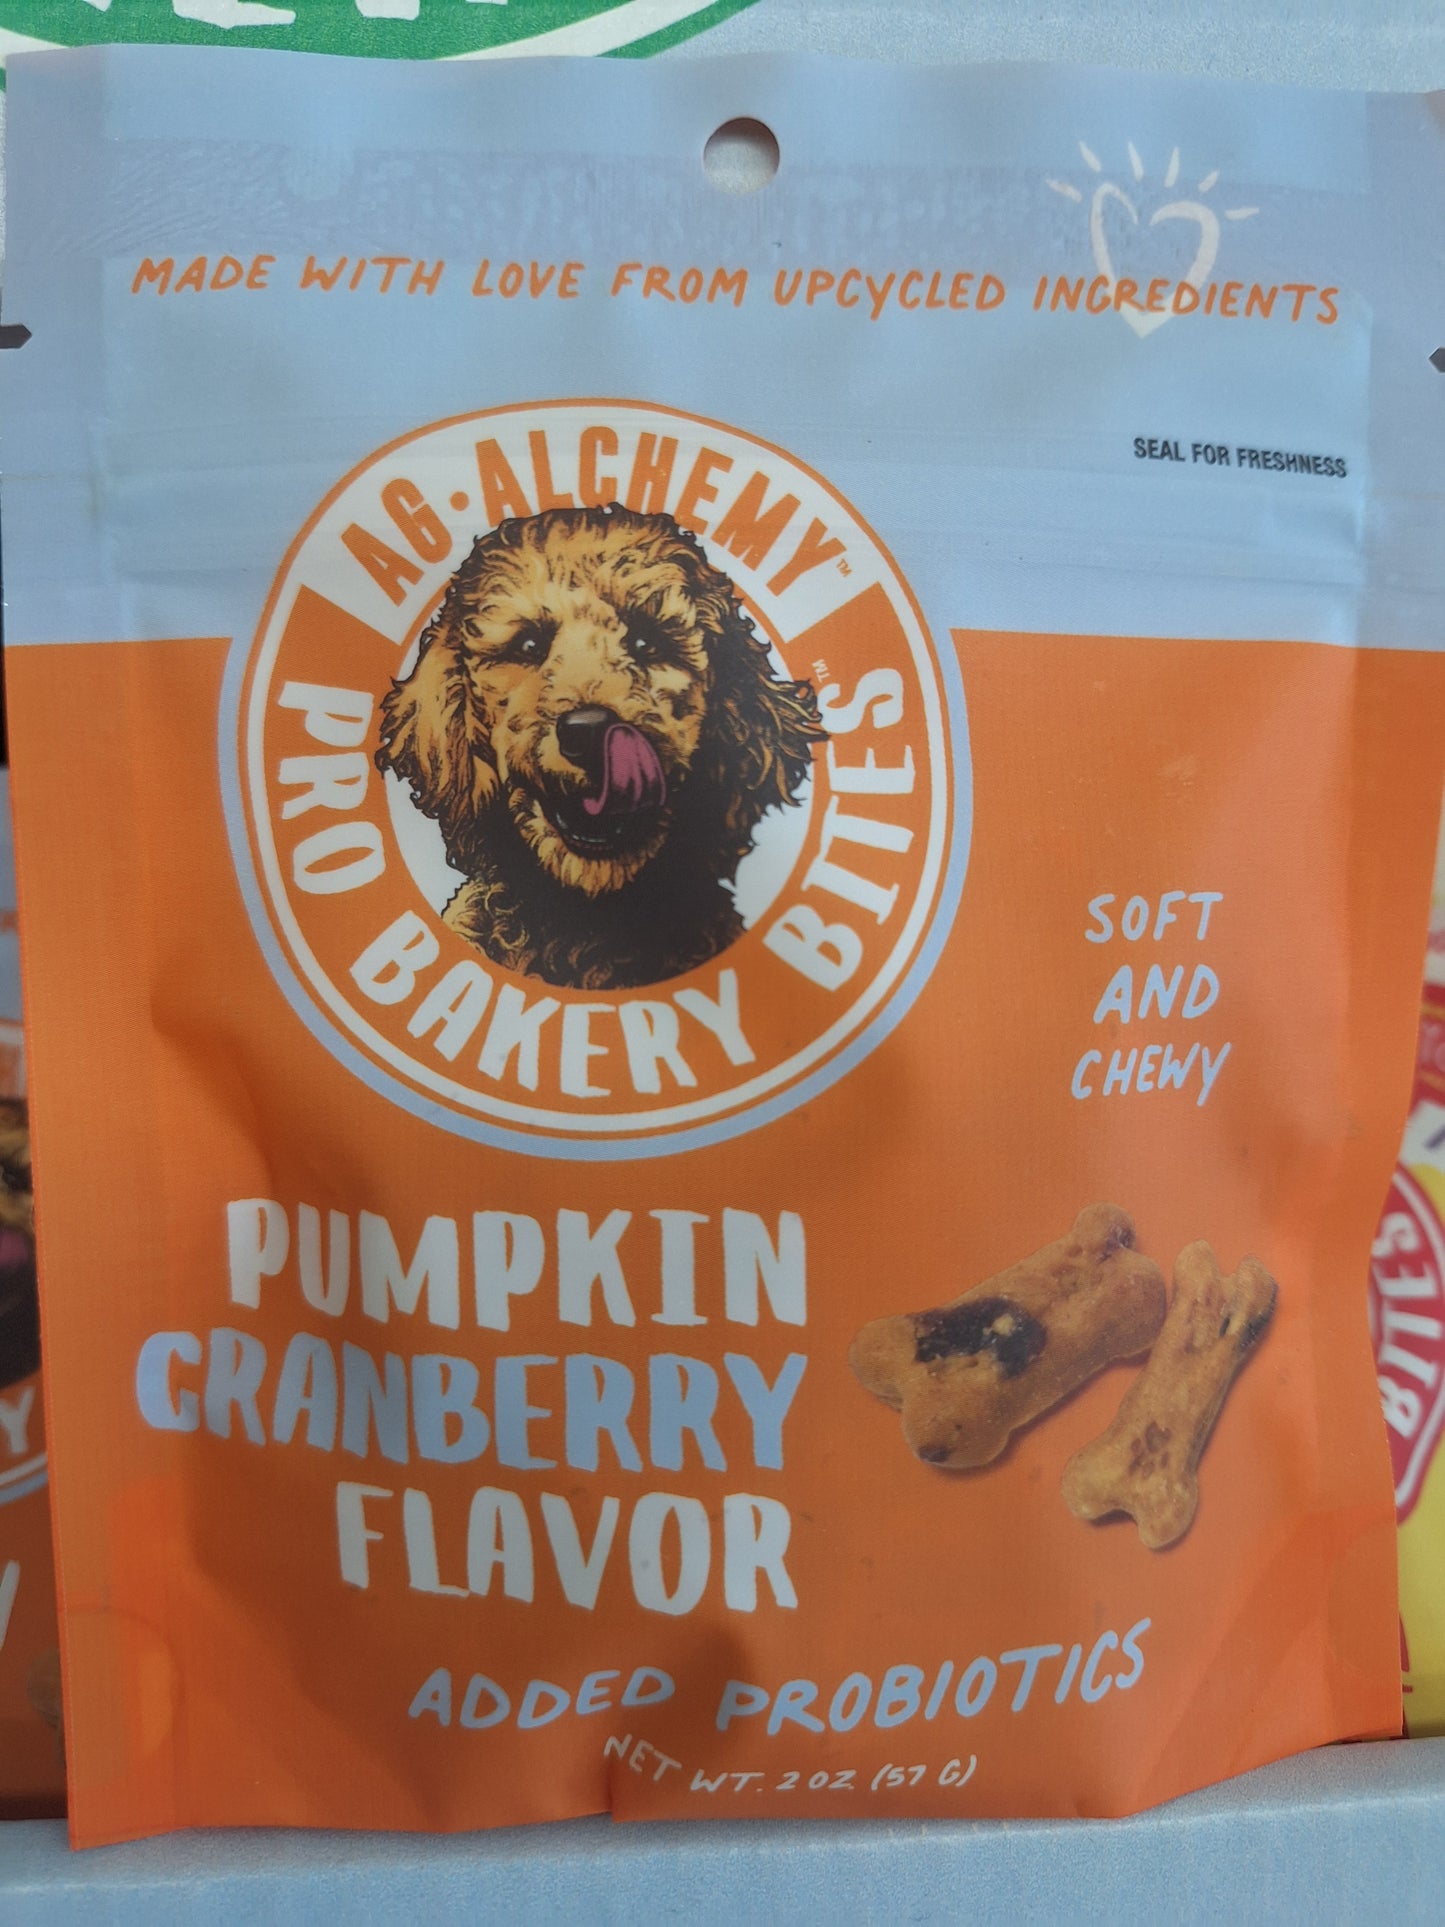 MADE WITH LOVE FROM UPCYCLED INGREDIENTS
SEAL FOR FRESHNESS
AG·ALCHEMY™
PRO BAKERY BITES™
SOFT
AND
CHEWY
PUMPKIN
CRANBERRY
FLAVOR
ADDED PROBIOTICS
NET WT. 2 OZ (57 G)
BITES